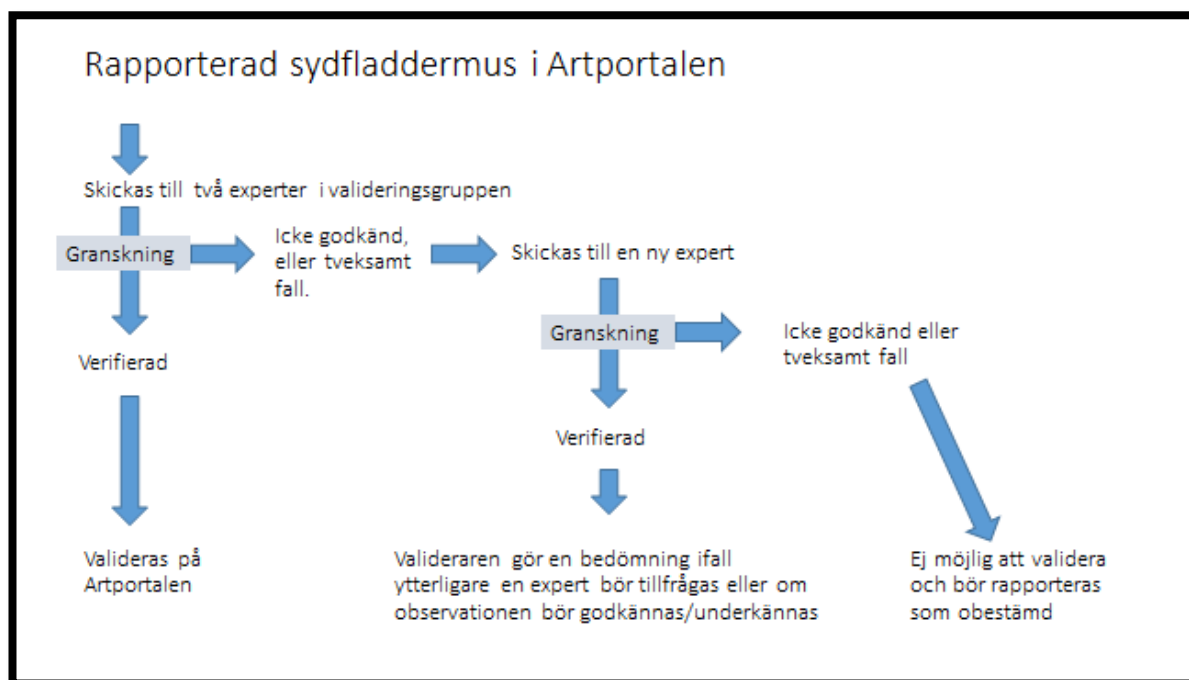 Rapporterad sydfladdermus i Artportalen
Skickas till två experter i valideringsgruppen
Granskning
Icke godkänd,
eller tveksamt
fall.
Skickas till en ny expert
Verifierad
Granskning
Icke godkänd eller
tveksamt fall
Verifierad
Valideras på
Artportalen
Valideraren gör en bedömning ifall
ytterligare en expert bör tillfrågas eller om
observationen bör godkännas/underkännas
Ej möjlig att validera
och bör rapporteras
som obestämd